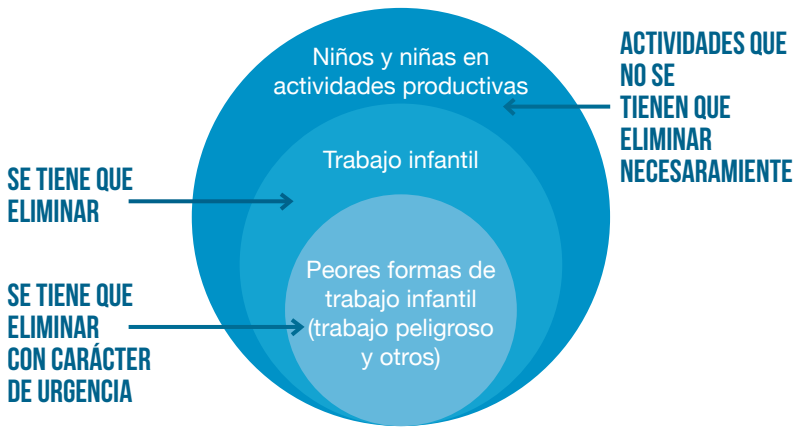 Niños y niñas en
actividades productivas
ACTIVIDADES QUE
NO SE
TIENEN QUE
ELIMINAR
NECESARAMIENTE
Trabajo infantil
SE TIENE QUE
ELIMINAR
Peores formas de
trabajo infantil
(trabajo peligroso
y otros)
SE TIENE QUE
ELIMINAR
CON CARÁCTER
DE URGENCIA